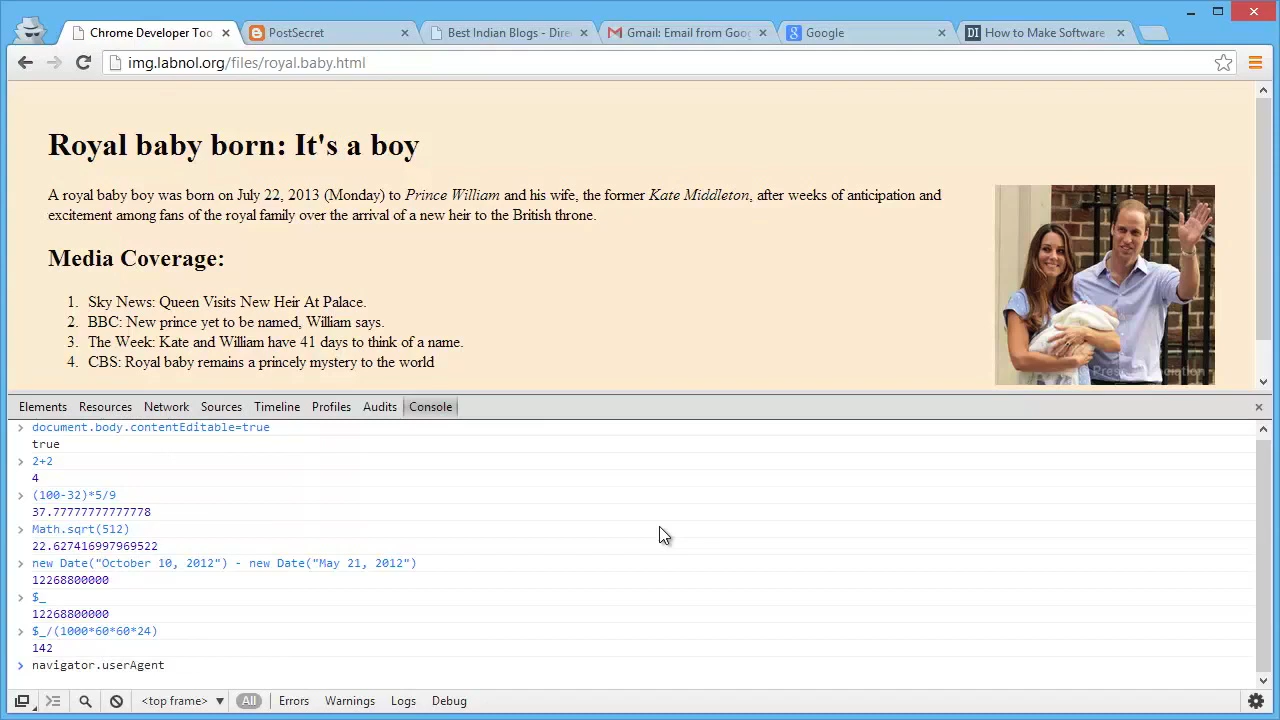 Chrome Developer Too
PostSecret
Best Indian Blogs - Dire
Gmail: Email from Goog
Google
DI How to Make Software
img.labnol.org/files/royal.baby.html
Royal baby born: It's a boy
A royal baby boy was born on July 22, 2013 (Monday) to Prince William and his wife, the former Kate Middleton, after weeks of anticipation and
excitement among fans of the royal family over the arrival of a new heir to the British throne.
Media Coverage:
1. Sky News: Queen Visits New Heir At Palace.
2. BBC: New prince yet to be named, William says.
3. The Week: Kate and William have 41 days to think of a name.
4. CBS: Royal baby remains a princely mystery to the world
Press Association
Elements Resources Network Sources Timeline Profiles Audits Console
document.body.contentEditable=true
true
2+2
4
(100-32)*5/9
37.77777777777778
Math.sqrt(512)
22.627416997969522
new Date("October 10, 2012") - new Date("May 21, 2012")
12268800000
$_
12268800000
$_/(1000*60*60*24)
142
navigator.userAgent
<top frame> All Errors Warnings Logs Debug